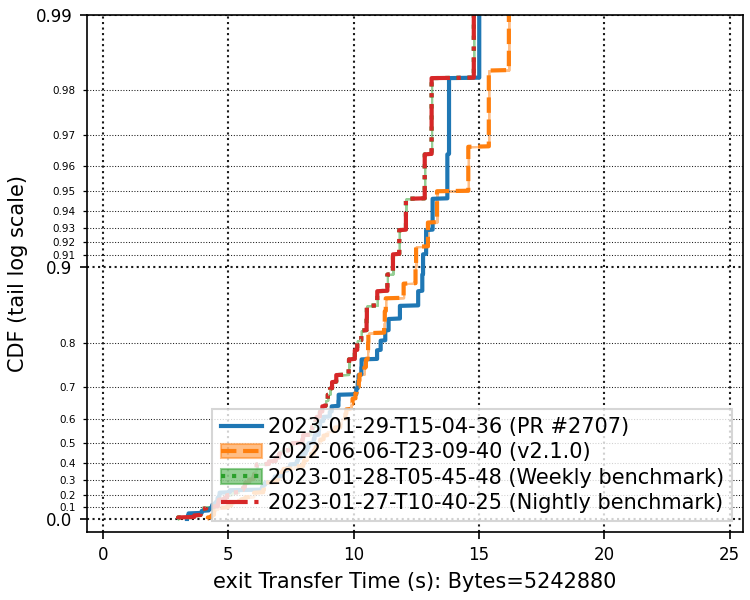 0.99
0.98
0.97
0.96
0.95
0.94
0.93
0.92
0.91
0.9
0.8
0.7
0.6
0.5
0.4
0.3
0.2
0.1
0.0
CDF (tail log scale)
2023-01-29-T15-04-36 (PR #2707)
2022-06-06-T23-09-40 (v2.1.0)
2023-01-28-T05-45-48 (Weekly benchmark)
2023-01-27-T10-40-25 (Nightly benchmark)
0 5 10 15 20 25
exit Transfer Time (s): Bytes=5242880